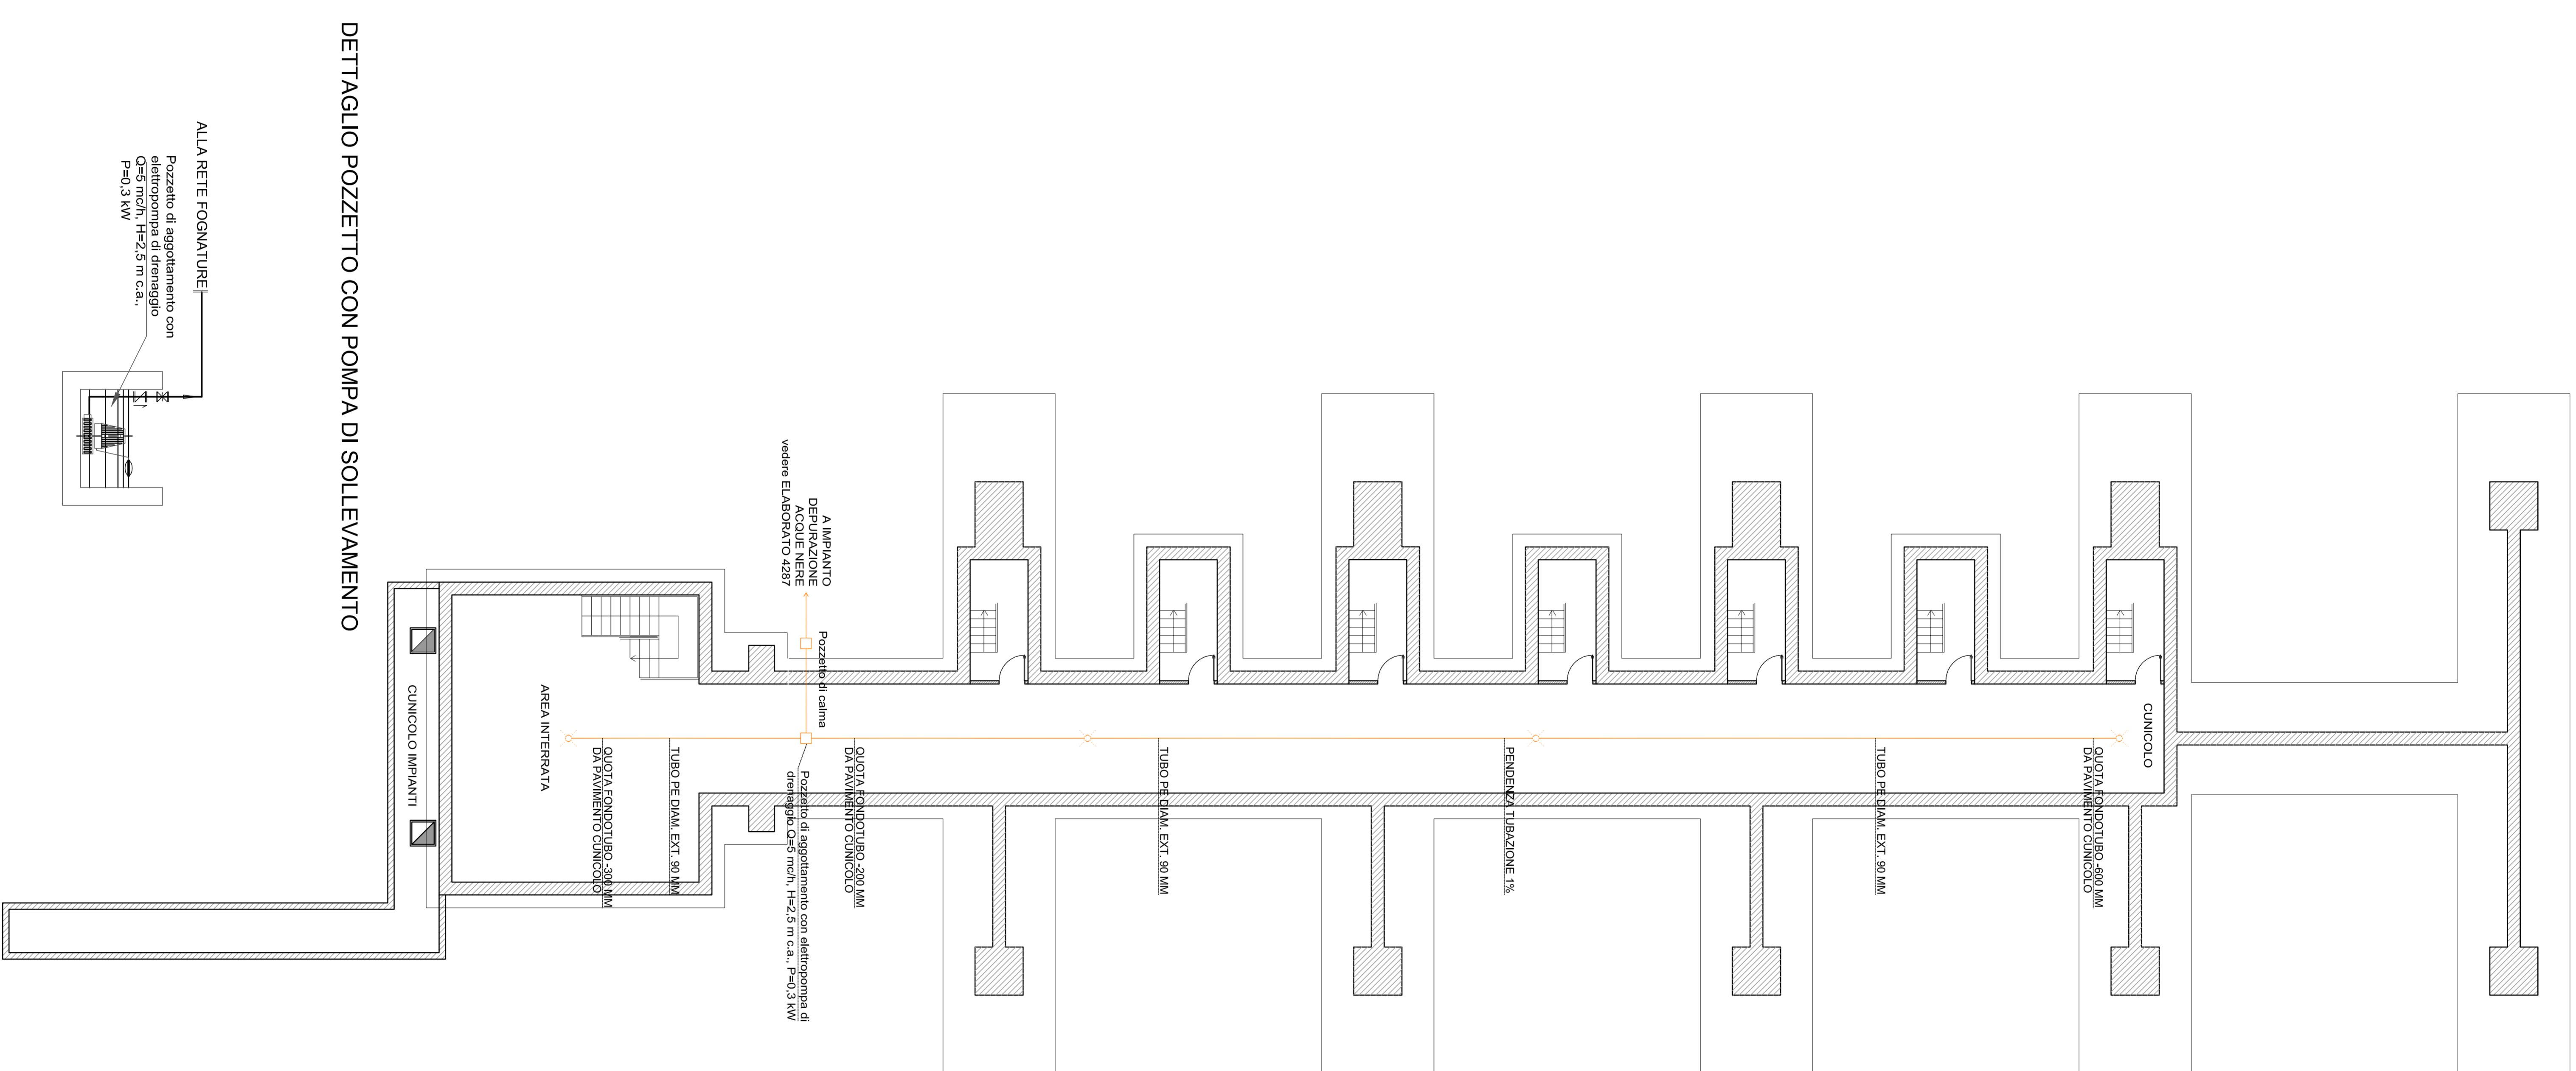 DETTAGLIO POZZETTO CON POMPA DI SOLLEVAMENTO
ALLA RETE FOGNATURE
Pozzetto di aggottamento con
elettropompa di drenaggio
Q=5 mc/h, H=2,5 m c.a.,
P=0,3 kW
A IMPIANTO
DEPURAZIONE
ACQUE NERE
vedere ELABORATO 4287
Pozzetto di calma
CUNICOLO
CUNICOLO IMPIANTI
AREA INTERRATA
QUOTA FONDOTUBO -300 MM
DA PAVIMENTO CUNICOLO
TUBO PE DIAM. EXT. 90 MM
Pozzetto di aggottamento con elettropompa di
drenaggio Q=5 mc/h, H=2,5 m c.a., P=0,3 kW
QUOTA FONDOTUBO -200 MM
DA PAVIMENTO CUNICOLO
TUBO PE DIAM. EXT. 90 MM
PENDENZA TUBAZIONE 1%
TUBO PE DIAM. EXT. 90 MM
QUOTA FONDOTUBO -600 MM
DA PAVIMENTO CUNICOLO